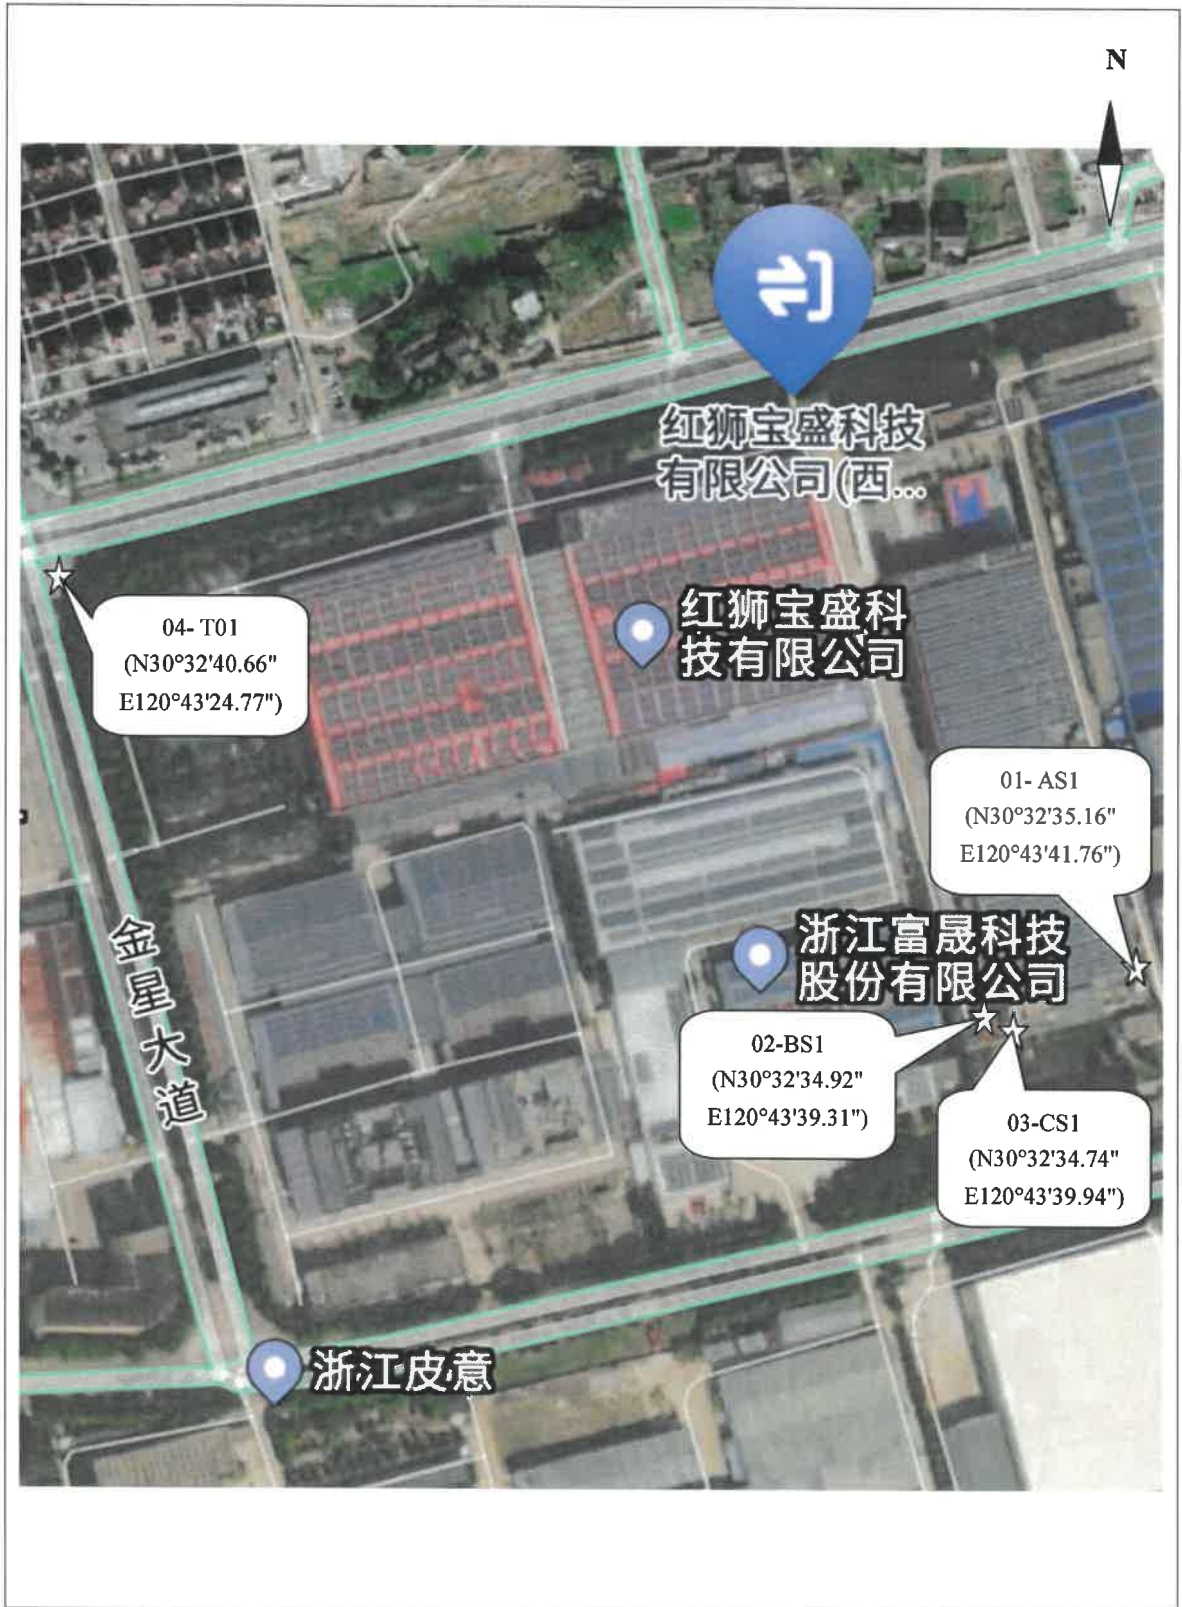 N
红狮宝盛科技
有限公司(西...
04- T01
(N30°32'40.66"
E120°43'24.77")
红狮宝盛科
技有限公司
01- AS1
(N30°32'35.16"
E120°43'41.76")
浙江富晟科技
股份有限公司
金星大道
02-BS1
(N30°32'34.92"
E120°43'39.31")
03-CS1
(N30°32'34.74"
E120°43'39.94")
浙江皮意